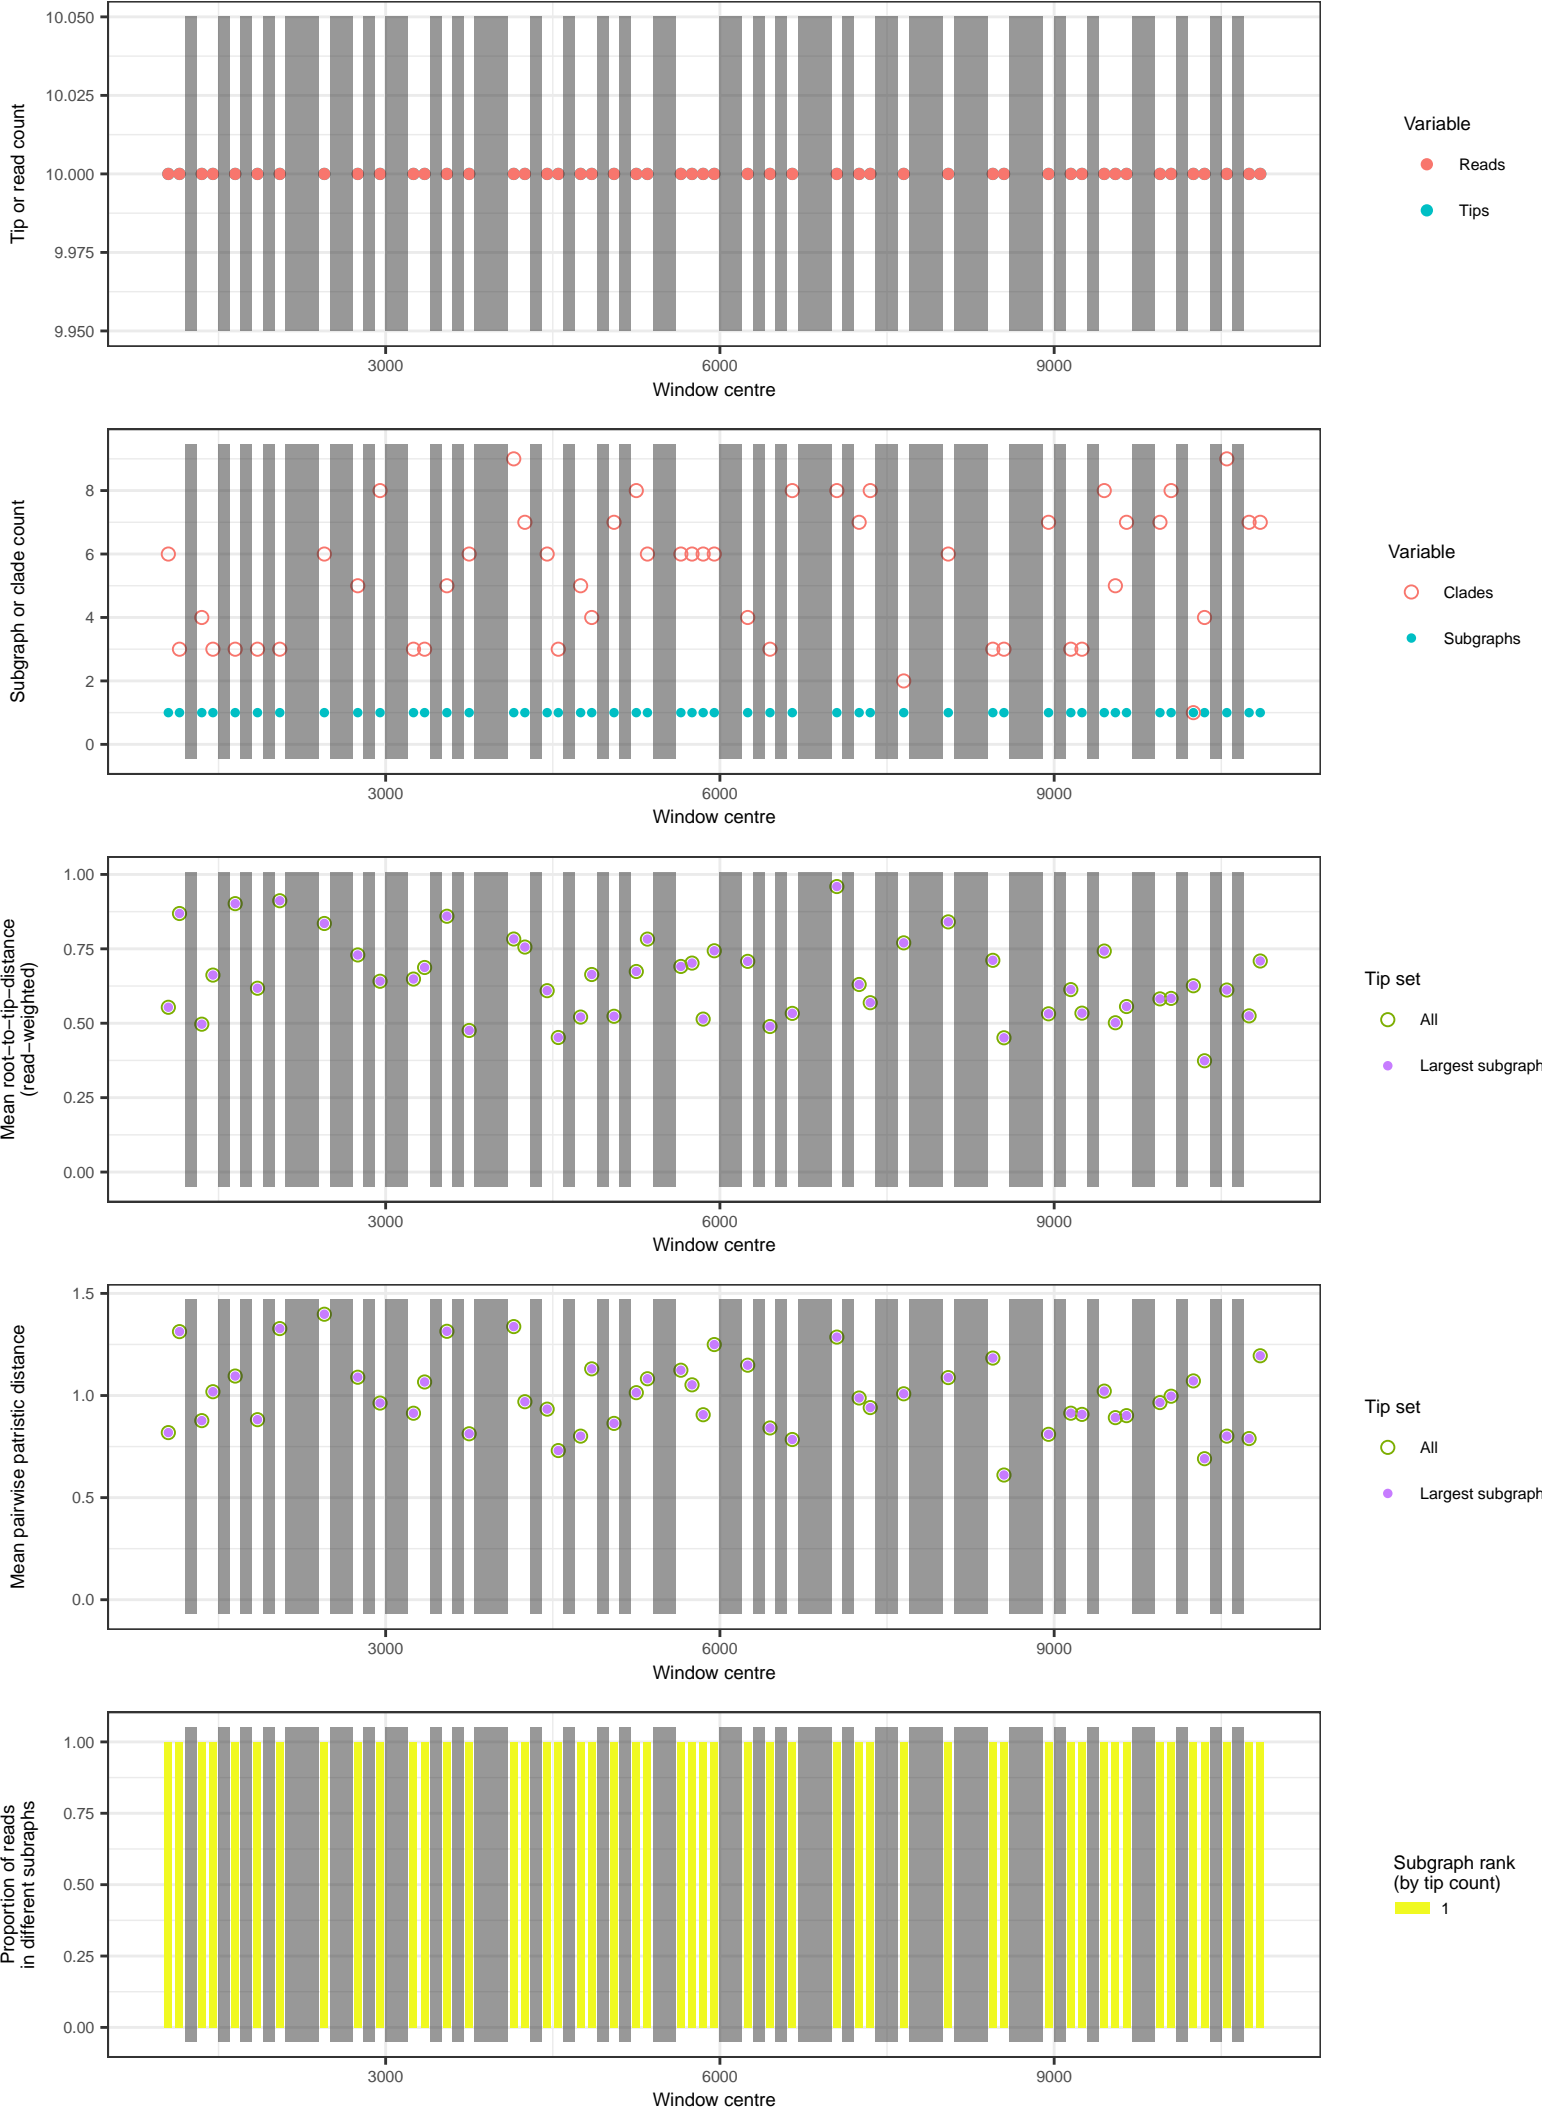 10.050
10.025
10.000
9.975
9.950
Tip or read count
3000 6000 9000
Window centre
Variable
Reads
Tips
8
6
4
2
0
Subgraph or clade count
3000 6000 9000
Window centre
Variable
Clades
Subgraphs
1.00
0.75
0.50
0.25
0.00
Mean root−to−tip−distance
(read−weighted)
3000 6000 9000
Window centre
Tip set
All
Largest subgraph
1.5
1.0
0.5
0.0
Mean pairwise patristic distance
3000 6000 9000
Window centre
Tip set
All
Largest subgraph
1.00
0.75
0.50
0.25
0.00
Proportion of reads
in different subraphs
3000 6000 9000
Window centre
Subgraph rank
(by tip count)
1